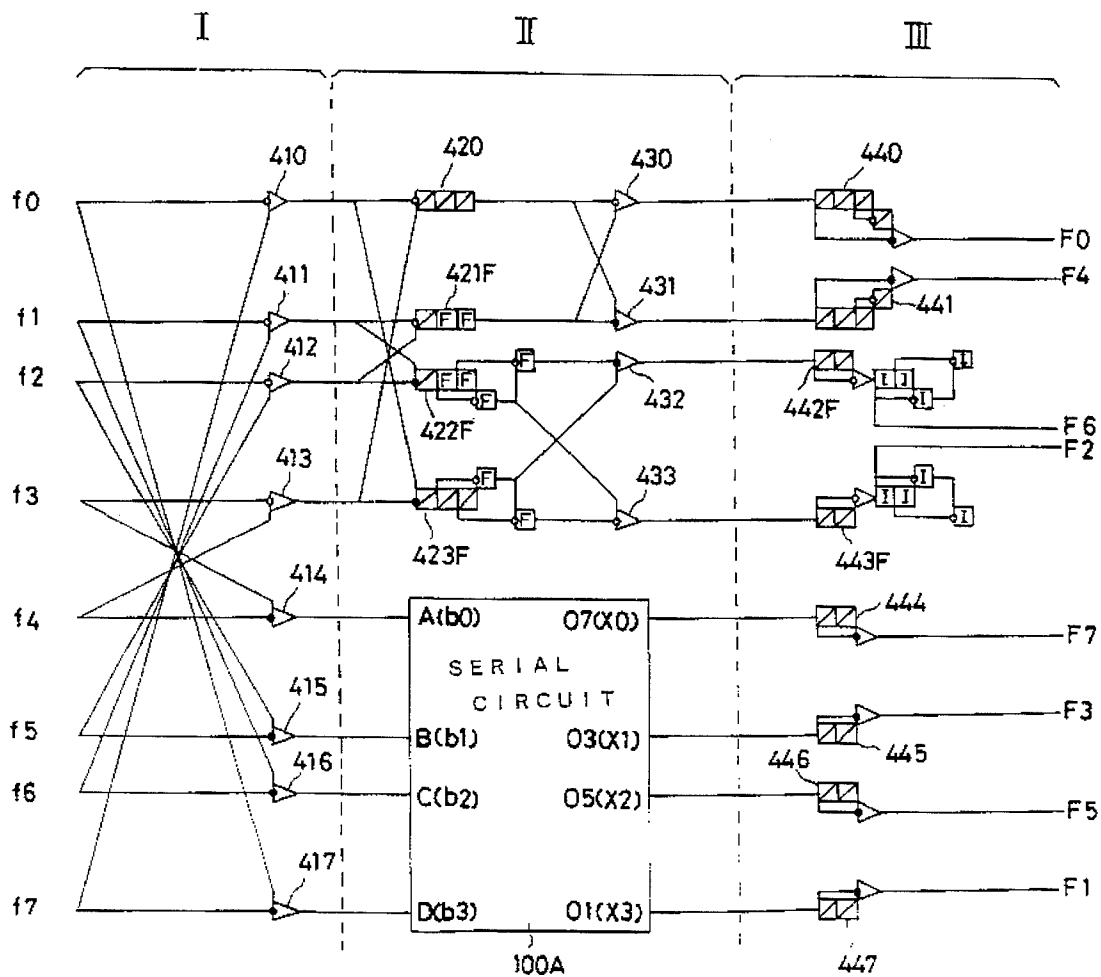 I II III
410 420 430 440
f0
F0
411 421F 431 F4
f1 F F 441
412
f2 F F F I I I
F 432 442F I
422F F6
F2
413 F 433 I
f3 I I
F I
423F 443F
414 444
f4 A(b0) O7(X0)
F7
SERIAL
415 CIRCUIT F3
f5 B(b1) O3(X1)
416 446 445
f6 C(b2) O5(X2)
F5
417 F1
f7 D(b3) O1(X3)
100A 447